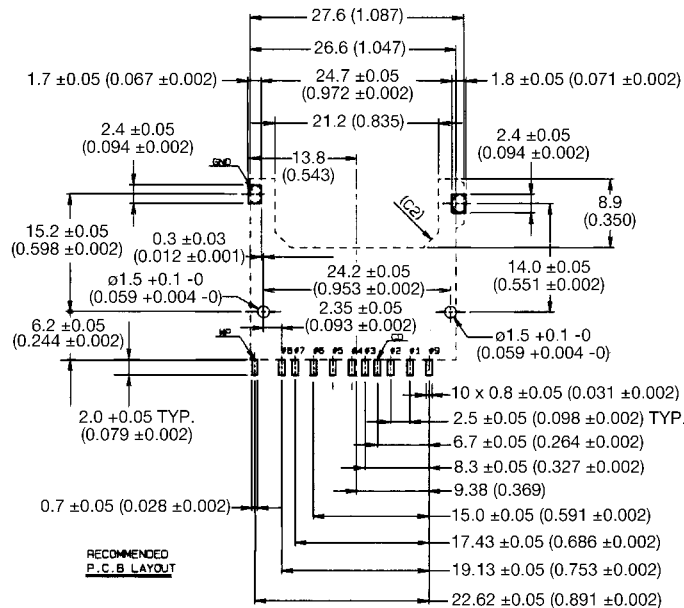 27.6 (1.087)
26.6 (1.047)
1.7 ±0.05 (0.067 ±0.002)
24.7 ±0.05
(0.972 ±0.002)
1.8 ±0.05 (0.071 ±0.002)
21.2 (0.835)
2.4 ±0.05
(0.094 ±0.002)
2.4 ±0.05
(0.094 ±0.002)
13.8
(0.543)
GND
(C2)
8.9
(0.350)
15.2 ±0.05
(0.598 ±0.002)
0.3 ±0.03
(0.012 ±0.001)
24.2 ±0.05
(0.953 ±0.002)
14.0 ±0.05
(0.551 ±0.002)
ø1.5 +0.1 -0
(0.059 +0.004 -0)
2.35 ±0.05
(0.093 ±0.002)
6.2 ±0.05
(0.244 ±0.002)
ø1.5 +0.1 -0
(0.059 +0.004 -0)
WP
CD
#8 #7 #6 #5 #4 #3 #2 #1 #9
10 x 0.8 ±0.05 (0.031 ±0.002)
2.0 +0.05 TYP.
(0.079 ±0.002)
2.5 ±0.05 (0.098 ±0.002) TYP.
6.7 ±0.05 (0.264 ±0.002)
8.3 ±0.05 (0.327 ±0.002)
9.38 (0.369)
0.7 ±0.05 (0.028 ±0.002)
15.0 ±0.05 (0.591 ±0.002)
17.43 ±0.05 (0.686 ±0.002)
19.13 ±0.05 (0.753 ±0.002)
22.62 ±0.05 (0.891 ±0.002)
RECOMMENDED
P.C.B LAYOUT